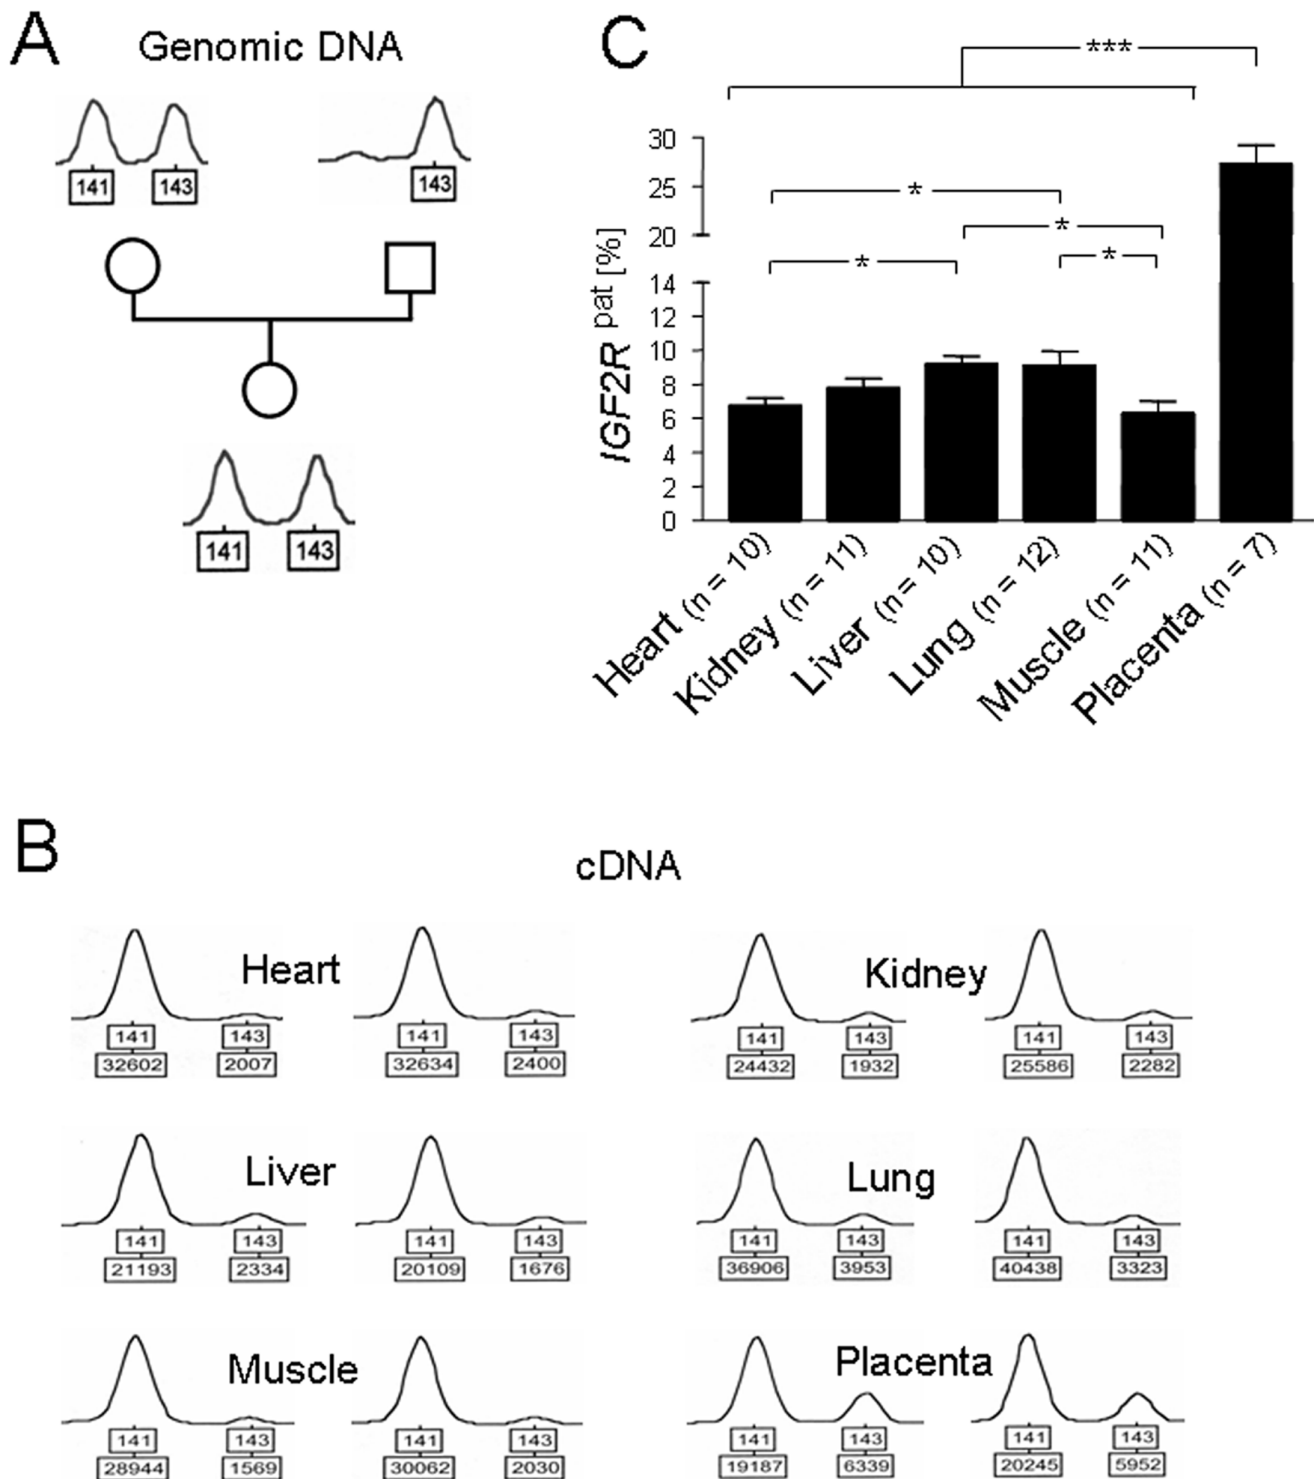 A
Genomic DNA
141 143
143
141 143
C
***
*
*
*
*
30
25
20
14
12
10
8
6
4
2
0
IGF2R pat [%]
Heart (n = 10)
Kidney (n = 11)
Liver (n = 10)
Lung (n = 12)
Muscle (n = 11)
Placenta (n = 7)
B
cDNA
Heart
141 143 141 143
32602 2007 32634 2400
Kidney
141 143 141 143
24432 1932 25586 2282
Liver
141 143 141 143
21193 2334 20109 1676
Lung
141 143 141 143
36906 3953 40438 3323
Muscle
141 143 141 143
28944 1569 30062 2030
Placenta
141 143 141 143
19187 6339 20245 5952